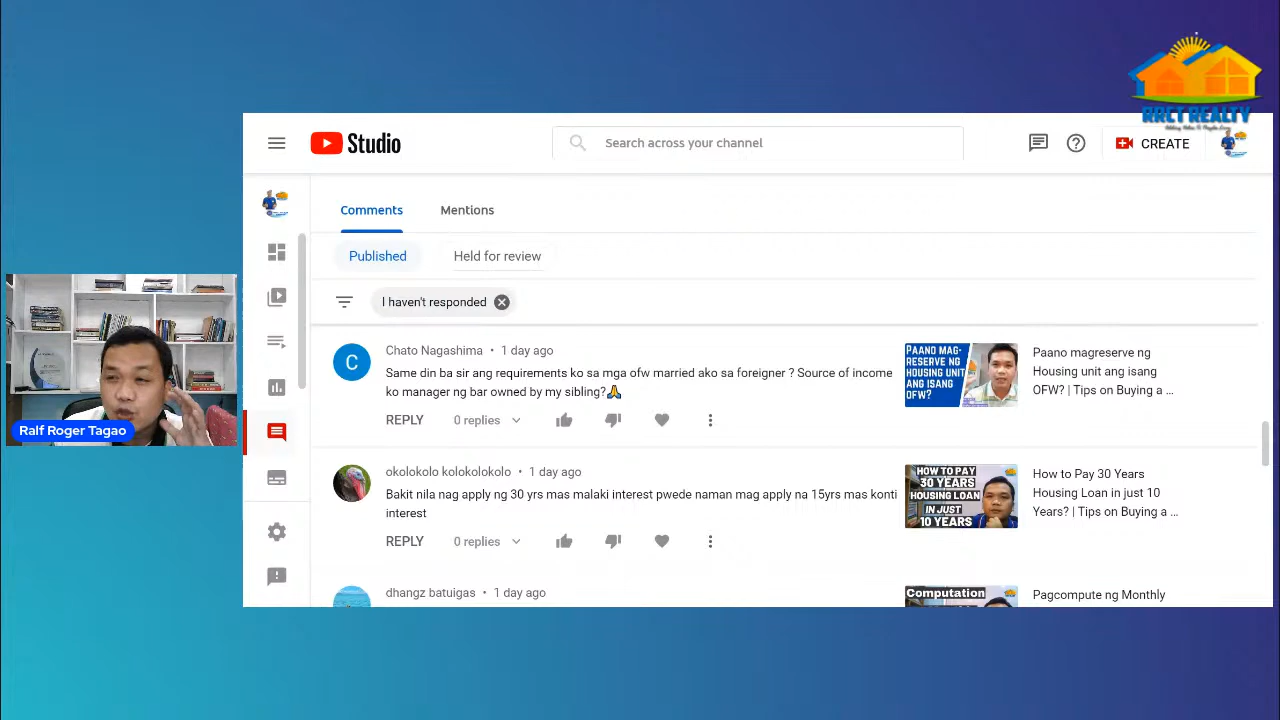 RRCT REALTY
Studio
Search across your channel
CREATE
Comments
Mentions
Published
Held for review
I haven't responded
C
Chato Nagashima • 1 day ago
Same din ba sir ang requirements ko sa mga ofw married ako sa foreigner ? Source of income
ko manager ng bar owned by my sibling?🙏
REPLY
0 replies
PAANO MAG-
RESERVE NG
HOUSING UNIT
ANG ISANG
OFW?
Paano magreserve ng
Housing unit ang isang
OFW? | Tips on Buying a ...
Ralf Roger Tagao
okolokolo kolokolokolo • 1 day ago
Bakit nila nag apply ng 30 yrs mas malaki interest pwede naman mag apply na 15yrs mas konti
interest
REPLY
0 replies
HOW TO PAY
30 YEARS
HOUSING LOAN
IN JUST
10 YEARS
How to Pay 30 Years
Housing Loan in just 10
Years? | Tips on Buying a ...
dhangz batuigas • 1 day ago
Computation
Pagcompute ng Monthly